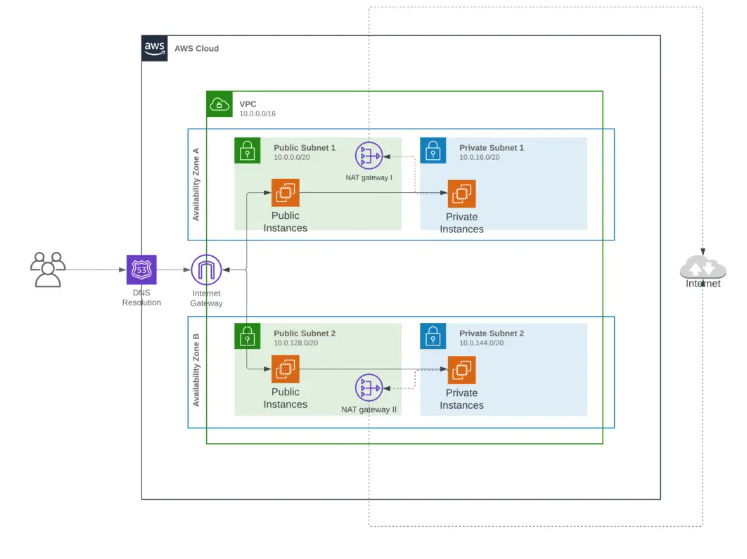 aws
AWS Cloud
VPC
10.0.0.0/16
Availability Zone A
Public Subnet 1
10.0.0.0/20
NAT gateway I
Public
Instances
Private Subnet 1
10.0.16.0/20
Private
Instances
53
DNS
Resolution
Internet
Gateway
Internet
Availability Zone B
Public Subnet 2
10.0.128.0/20
Public
Instances
NAT gateway II
Private Subnet 2
10.0.144.0/20
Private
Instances